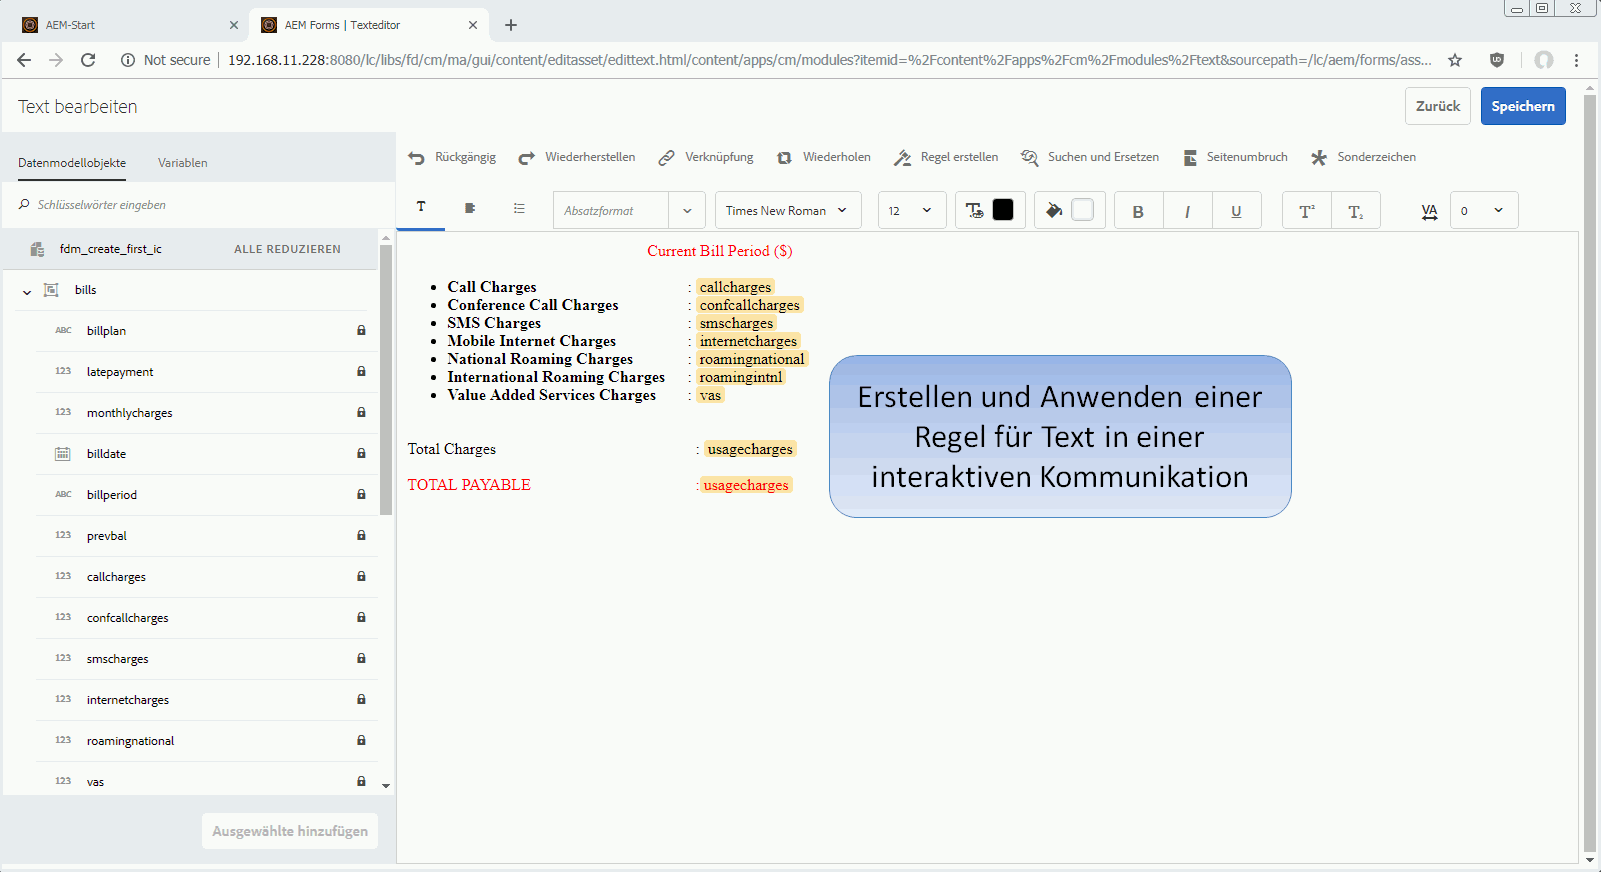 AEM-Start
AEM Forms | Texteditor
Not secure | 192.168.11.228:8080/lc/libs/fd/cm/ma/gui/content/editasset/edittext.html/content/apps/cm/modules?itemid=%2Fcontent%2Fapps%2Fcm%2Fmodules%2Ftext&sourcepath=/lc/aem/forms/ass...
Text bearbeiten
Zurück
Speichern
Datenmodellobjekte
Variablen
Schlüsselwörter eingeben
fdm_create_first_ic
ALLE REDUZIEREN
bills
ABC billplan
123 latepayment
123 monthlycharges
billdate
ABC billperiod
123 prevbal
123 callcharges
123 confcallcharges
123 smscharges
123 internetcharges
123 roamingnational
123 vas
Ausgewählte hinzufügen
Rückgängig
Wiederherstellen
Verknüpfung
Wiederholen
Regel erstellen
Suchen und Ersetzen
Seitenumbruch
Sonderzeichen
T
Absatzformat
Times New Roman
12
B
I
U
T²
T₂
VA
0
Current Bill Period ($)
• Call Charges : callcharges
• Conference Call Charges : confcallcharges
• SMS Charges : smscharges
• Mobile Internet Charges : internetcharges
• National Roaming Charges : roamingnational
• International Roaming Charges : roamingintnl
• Value Added Services Charges : vas
Total Charges : usagecharges
TOTAL PAYABLE : usagecharges
Erstellen und Anwenden einer
Regel für Text in einer
interaktiven Kommunikation